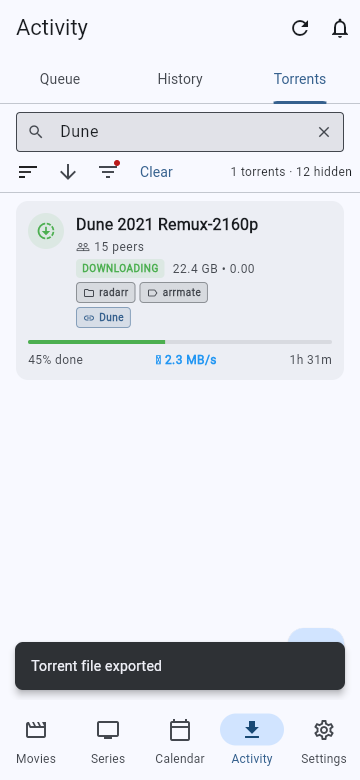 Activity
Queue History Torrents
Dune
Clear 1 torrents · 12 hidden
Dune 2021 Remux-2160p
15 peers
DOWNLOADING 22.4 GB • 0.00
radarr arrmate
Dune
45% done 2.3 MB/s 1h 31m
Torrent file exported
Movies Series Calendar Activity Settings